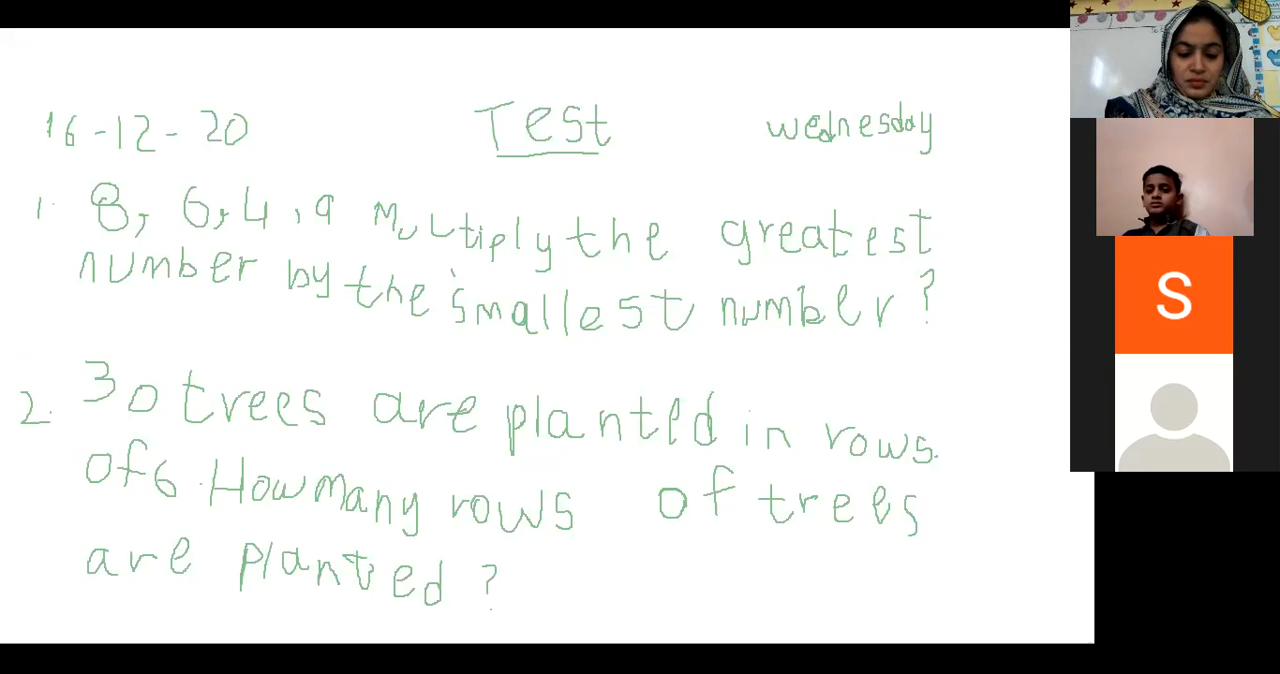 16-12-20 Test Wednesday
1. 8, 6, 4, 9 Multiply the greatest
number by the smallest number?
2. 30 trees are planted in rows.
of 6. How many rows of trees
are planted?
S